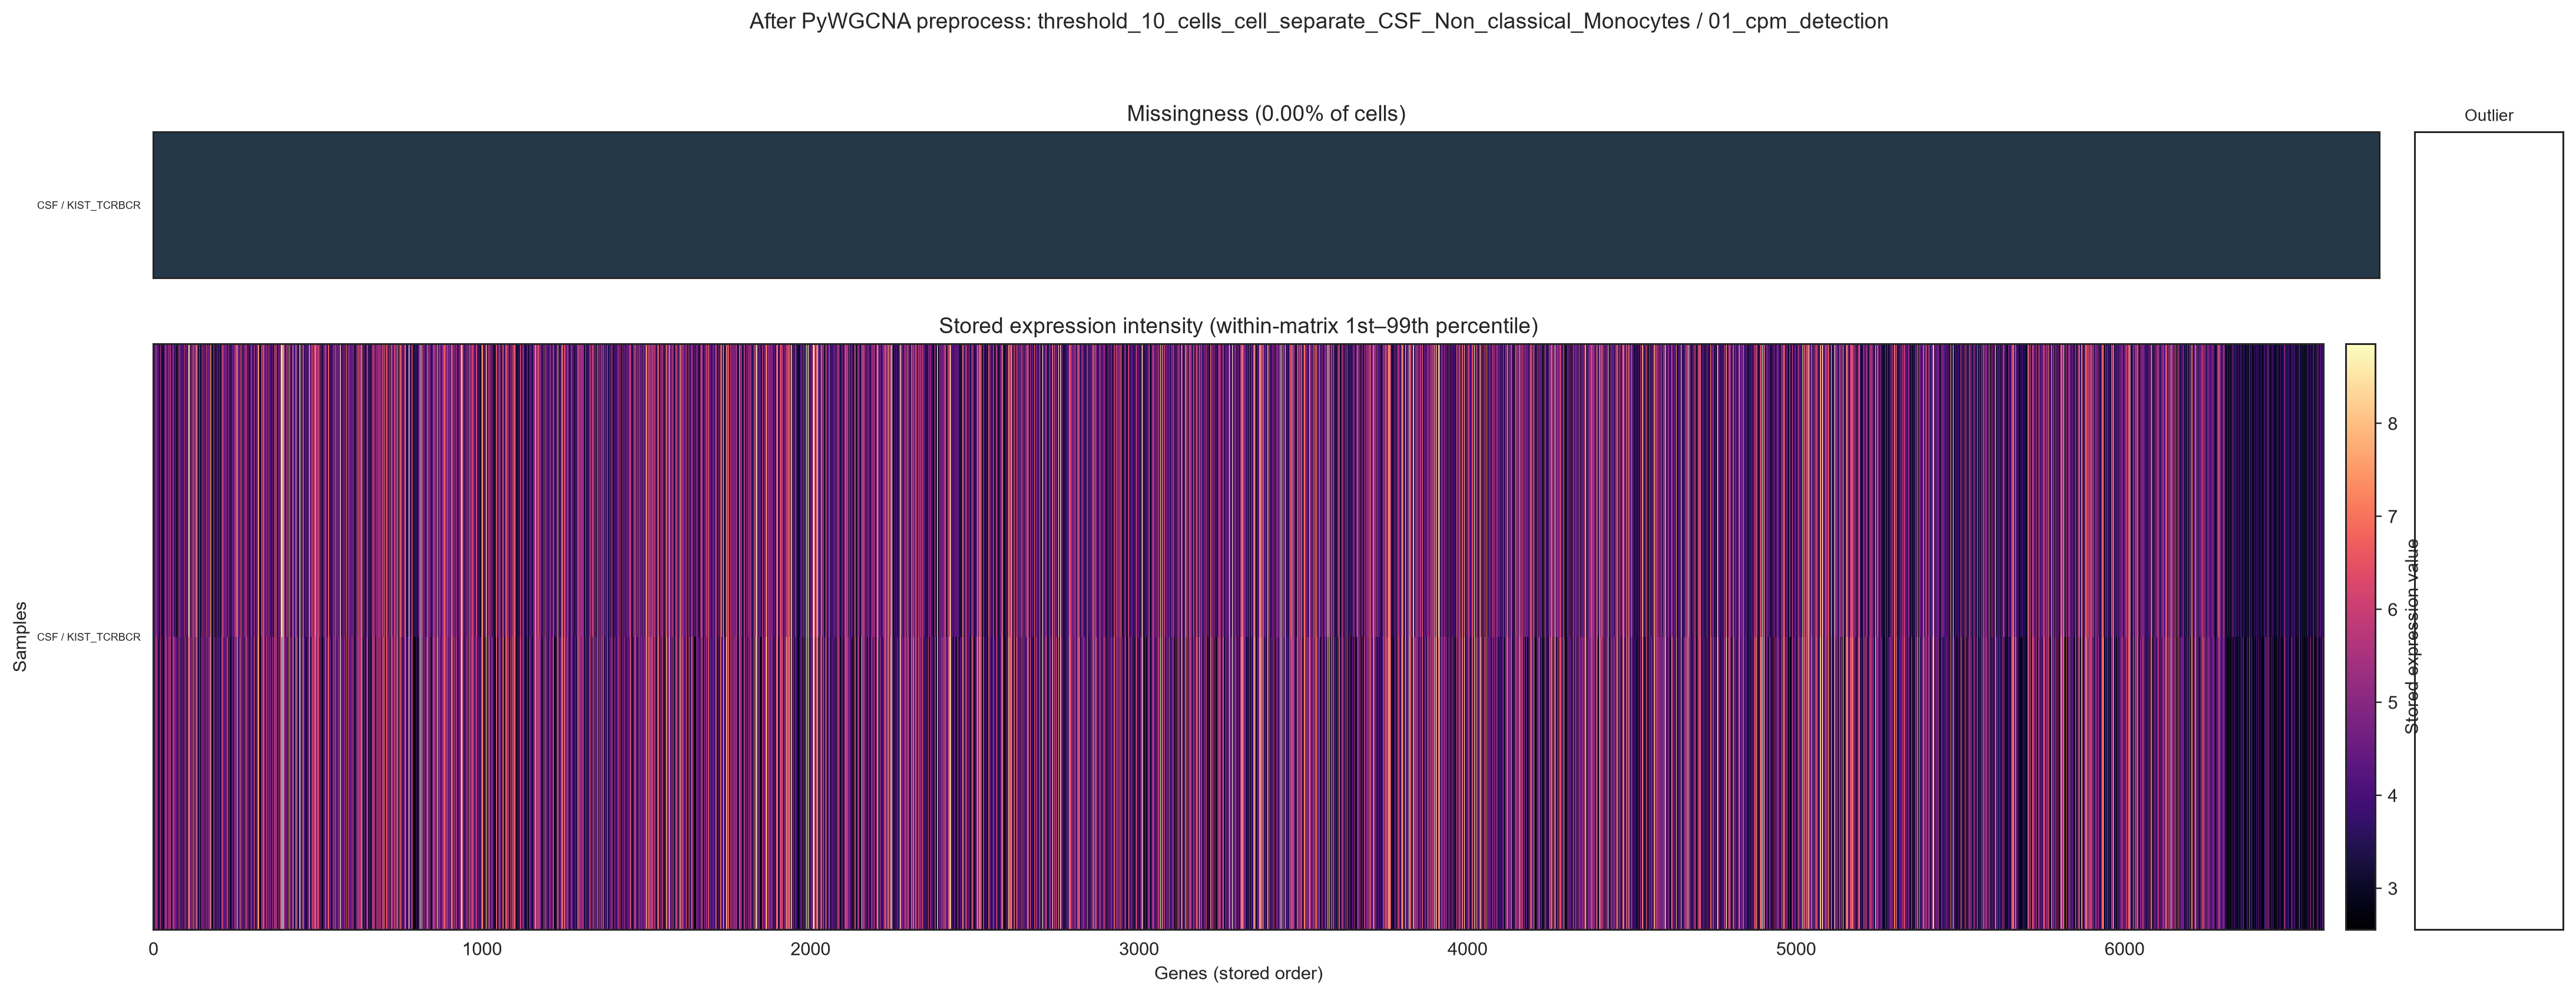 After PyWGCNA preprocess: threshold_10_cells_cell_separate_CSF_Non_classical_Monocytes / 01_cpm_detection
Missingness (0.00% of cells)
Outlier
CSF / KIST_TCRBCR
Stored expression intensity (within-matrix 1st–99th percentile)
Samples
CSF / KIST_TCRBCR
8
7
6
5
4
3
Stored expression value
0 1000 2000 3000 4000 5000 6000
Genes (stored order)